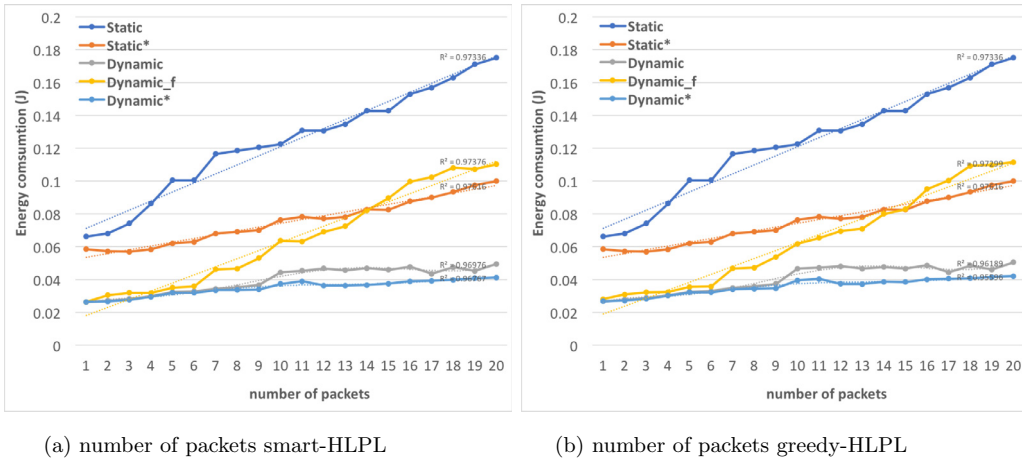 0.2
0.18
0.16
0.14
0.12
0.1
0.08
0.06
0.04
0.02
0
Energy comsumtion (J)
Static
Static*
Dynamic
Dynamic_f
Dynamic*
R² = 0.97336
R² = 0.97376
R² = 0.97616
R² = 0.96976
1 2 3 4 5 6 7 8 9 10 11 12 13 14 15 16 17 18 19 20
number of packets
(a) number of packets smart-HLPL
0.2
0.18
0.16
0.14
0.12
0.1
0.08
0.06
0.04
0.02
0
Energy comsumtion (J)
Static
Static*
Dynamic
Dynamic_f
Dynamic*
R² = 0.97336
R² = 0.97299
R² = 0.97616
R² = 0.96189
1 2 3 4 5 6 7 8 9 10 11 12 13 14 15 16 17 18 19 20
number of packets
(b) number of packets greedy-HLPL